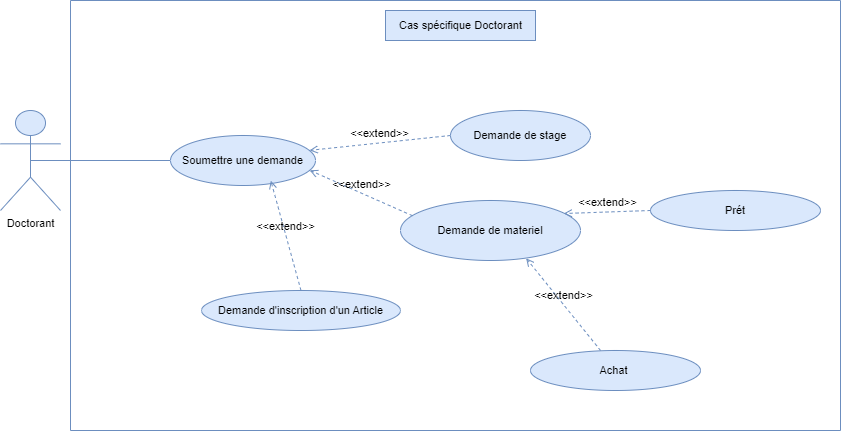 Cas spécifique Doctorant
Demande de stage
<<extend>>
Soumettre une demande
<<extend>>
<<extend>>
Prét
Doctorant
<<extend>>
Demande de materiel
<<extend>>
Demande d'inscription d'un Article
Achat